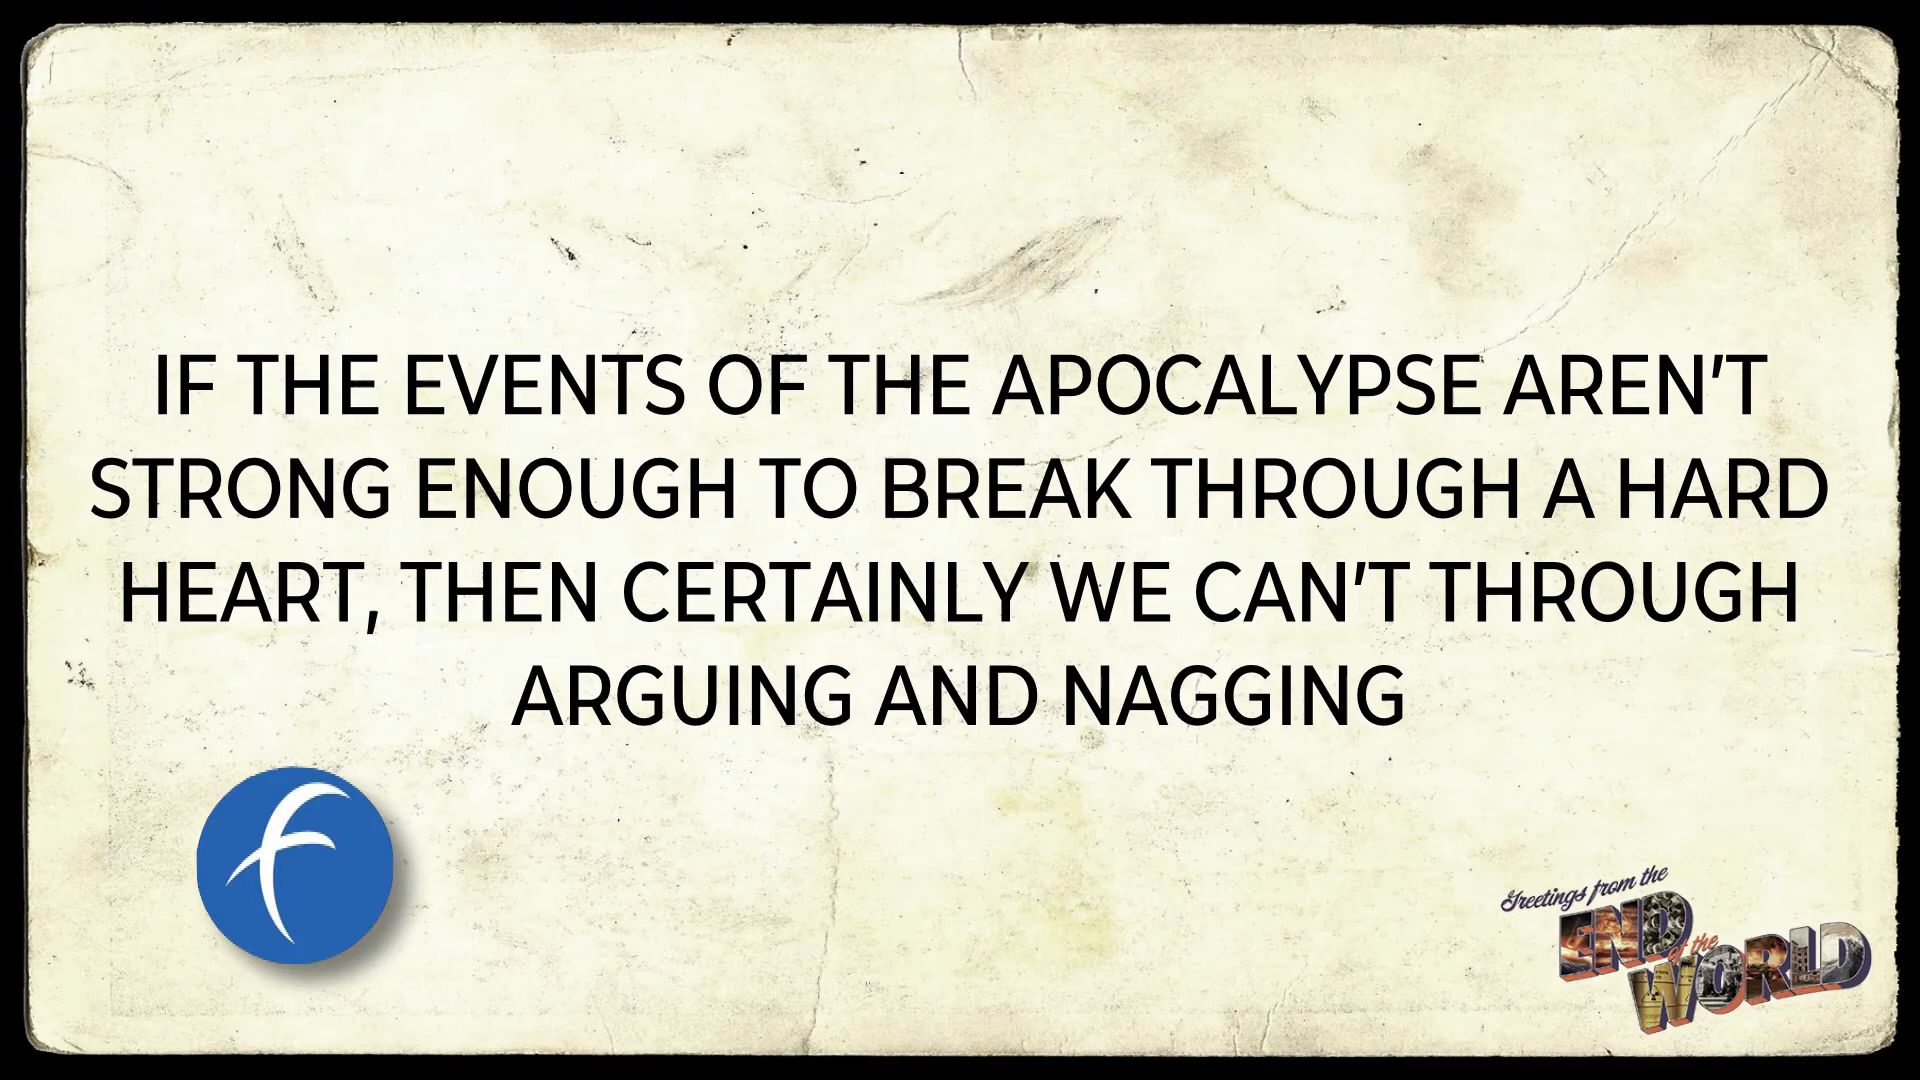 IF THE EVENTS OF THE APOCALYPSE AREN'T
STRONG ENOUGH TO BREAK THROUGH A HARD
HEART, THEN CERTAINLY WE CAN'T THROUGH
ARGUING AND NAGGING
f
Greetings from the
END of the
WORLD